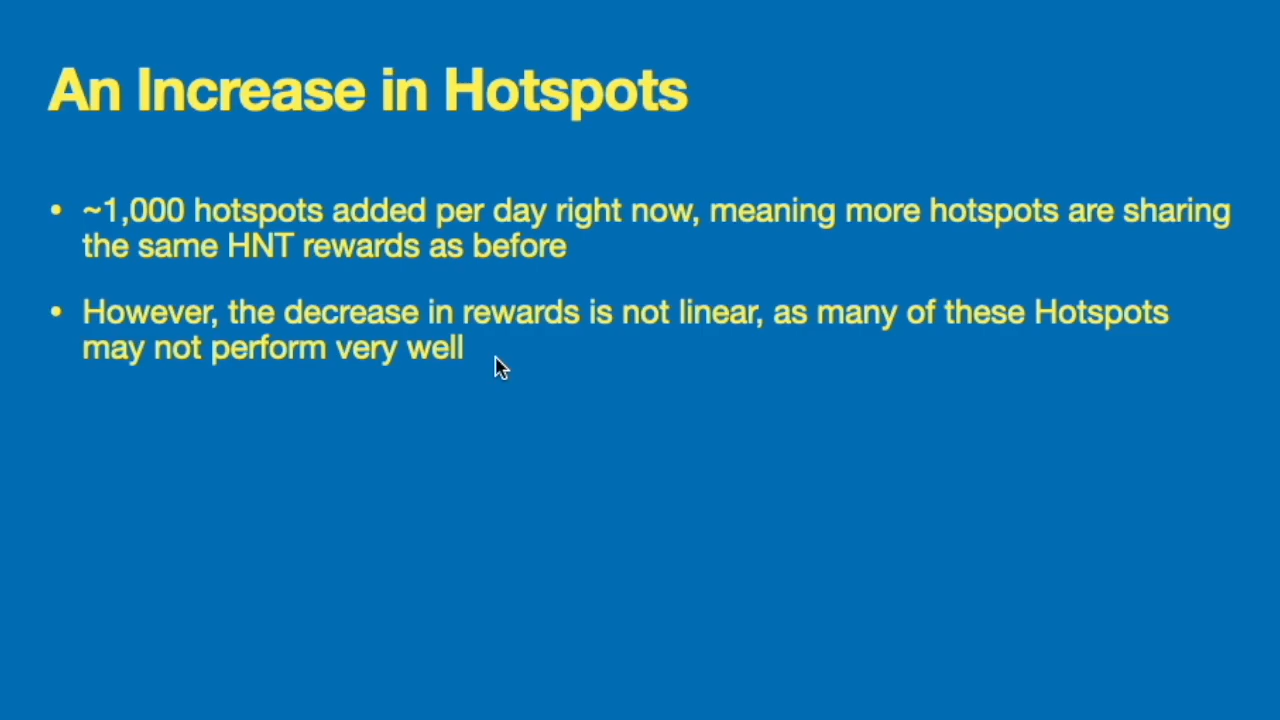 An Increase in Hotspots
• ~1,000 hotspots added per day right now, meaning more hotspots are sharing
the same HNT rewards as before
• However, the decrease in rewards is not linear, as many of these Hotspots
may not perform very well